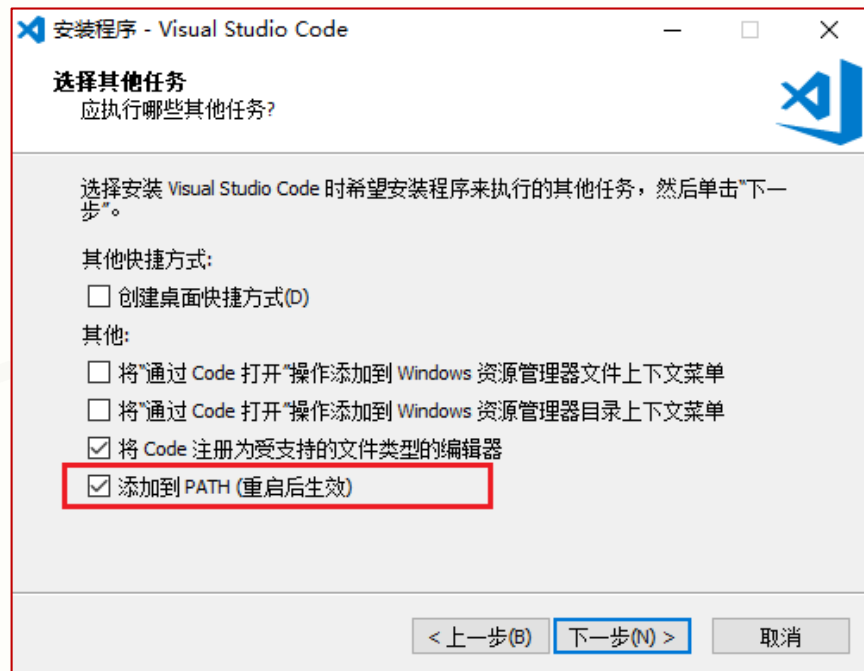 安装程序 - Visual Studio Code
选择其他任务
应执行哪些其他任务?
选择安装 Visual Studio Code 时希望安装程序来执行的其他任务，然后单击“下一
步”。
其他快捷方式:
创建桌面快捷方式(D)
其他:
将“通过 Code 打开”操作添加到 Windows 资源管理器文件上下文菜单
将“通过 Code 打开”操作添加到 Windows 资源管理器目录上下文菜单
将 Code 注册为受支持的文件类型的编辑器
添加到 PATH (重启后生效)
< 上一步(B) 下一步(N) > 取消